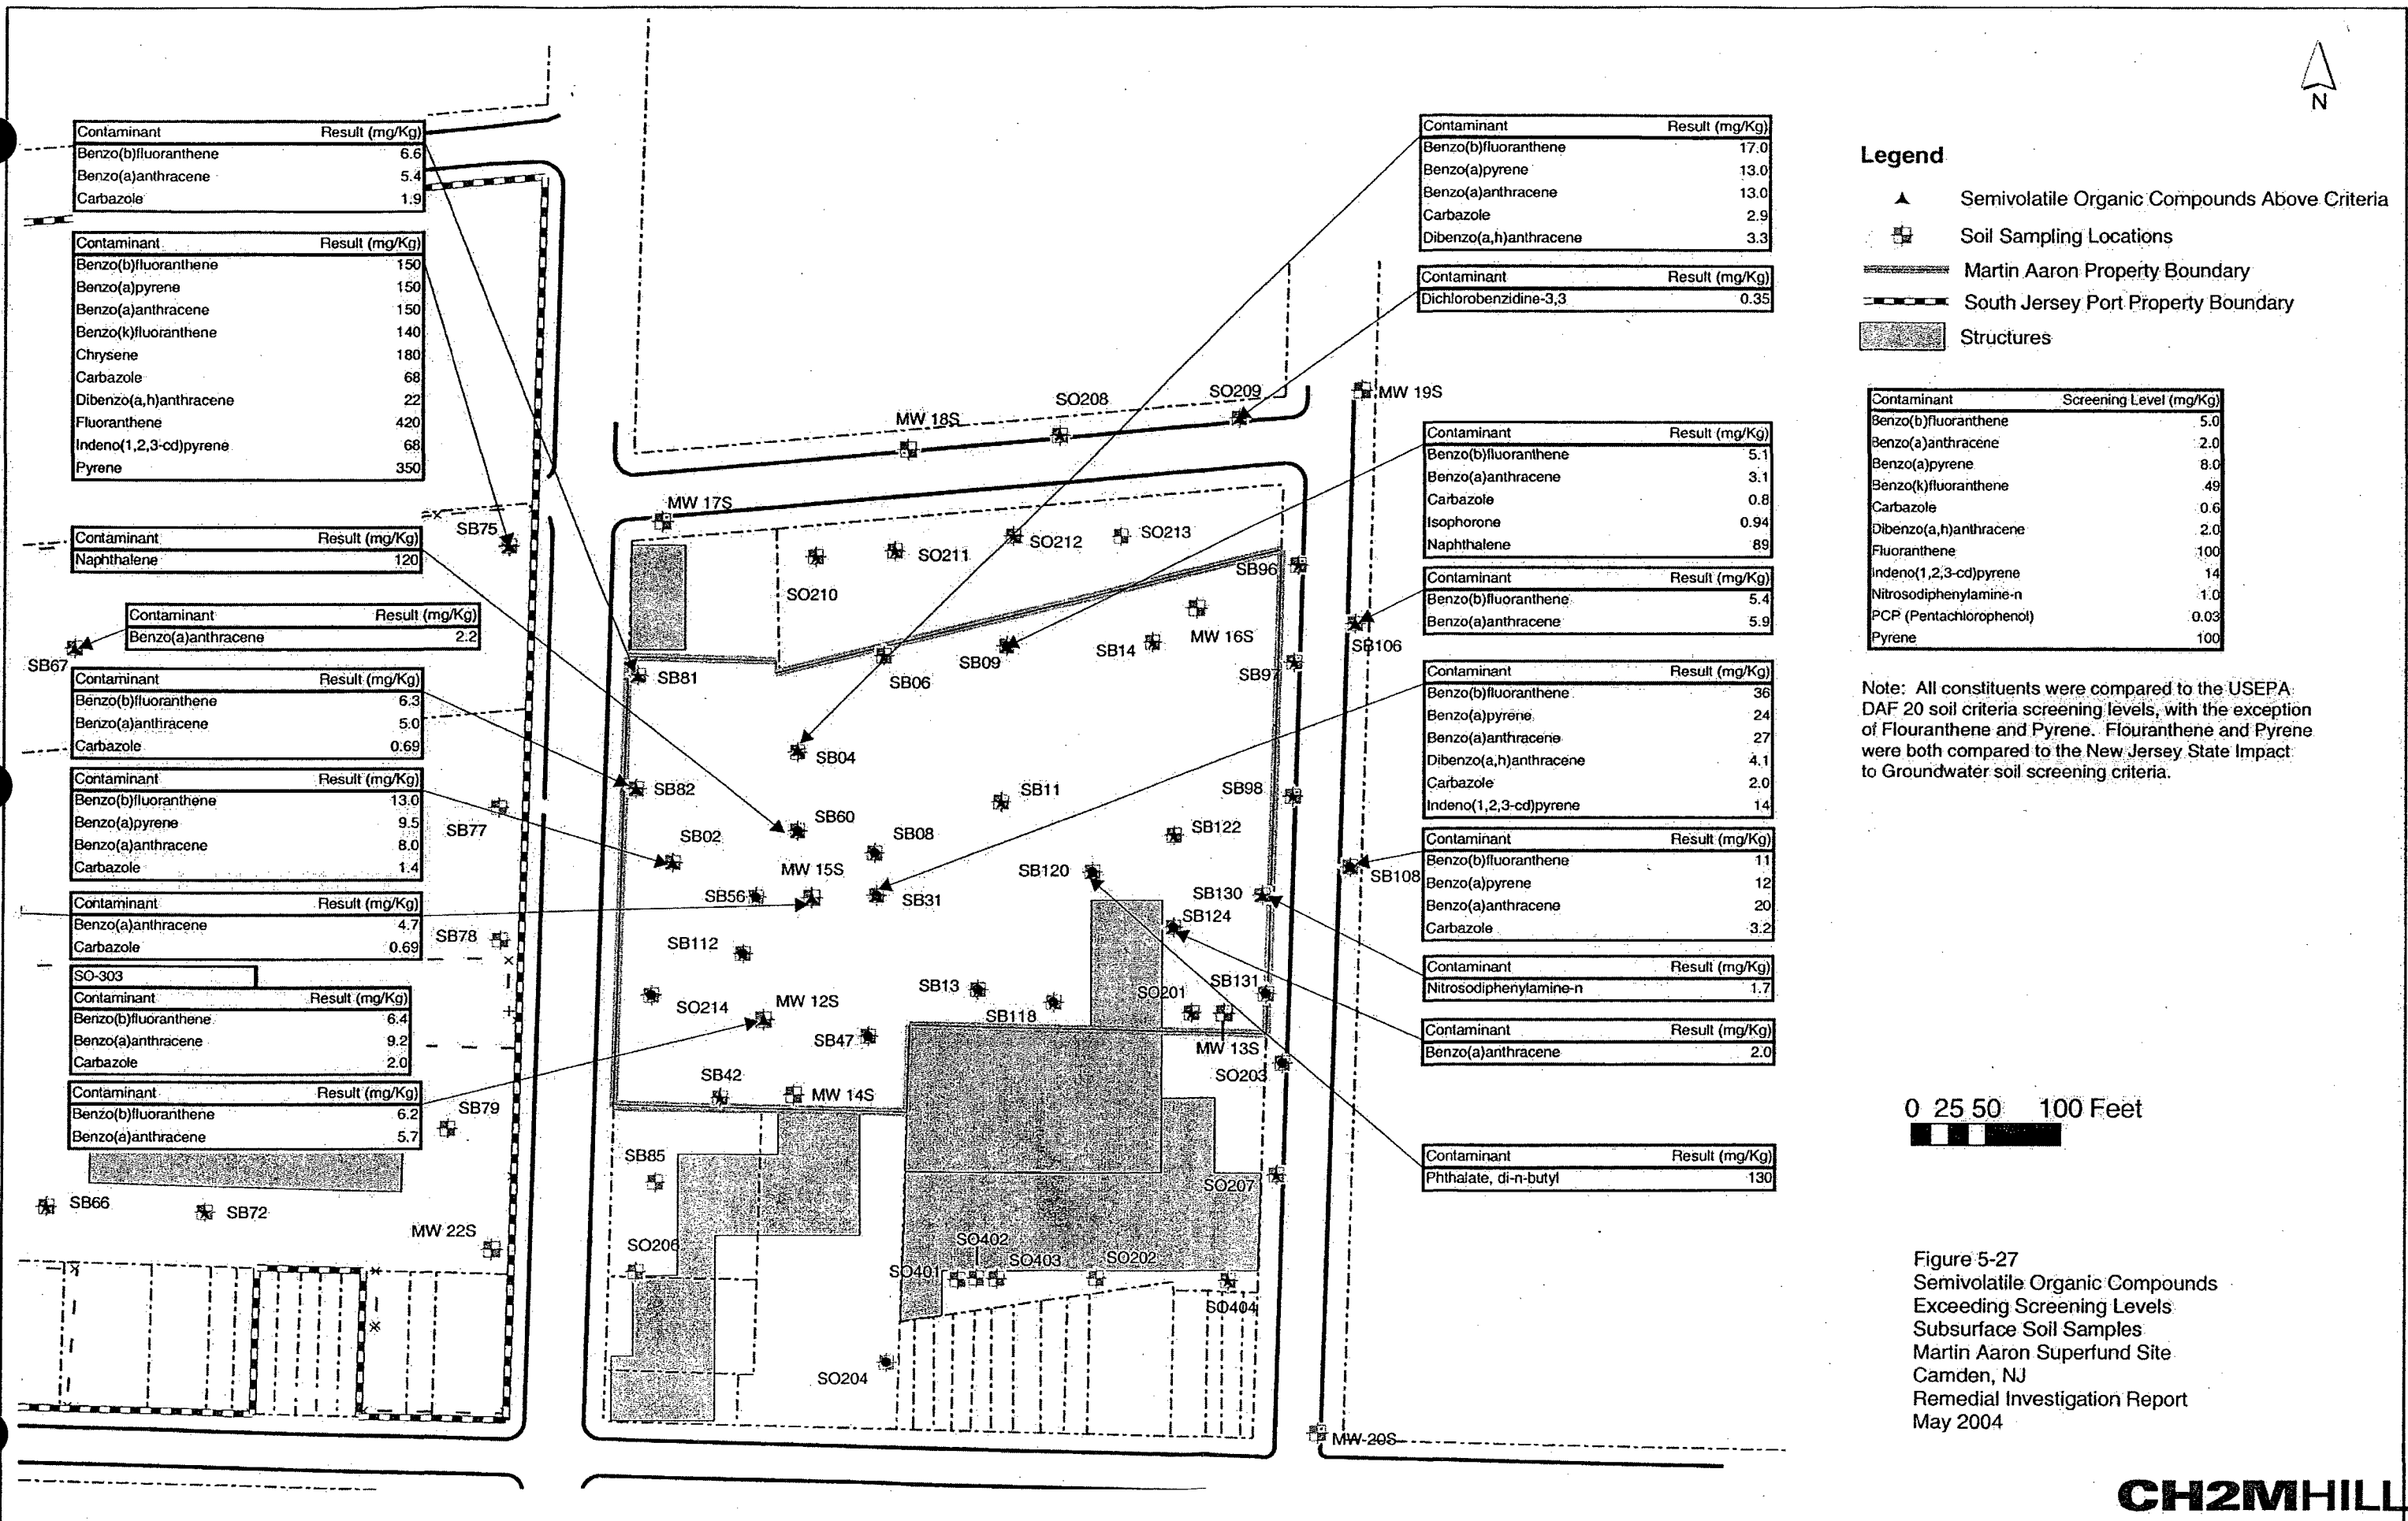 Contaminant Result (mg/Kg)
Benzo(b)fluoranthene 6.6
Benzo(a)anthracene 5.4
Carbazole 1.9
Contaminant Result (mg/Kg)
Benzo(b)fluoranthene 150
Benzo(a)pyrene 150
Benzo(a)anthracene 150
Benzo(k)fluoranthene 140
Chrysene 180
Carbazole 68
Dibenzo(a,h)anthracene 22
Fluoranthene 420
Indeno(1,2,3-cd)pyrene 68
Pyrene 350
Contaminant Result (mg/Kg)
Naphthalene 120
Contaminant Result (mg/Kg)
Benzo(a)anthracene 2.2
Contaminant Result (mg/Kg)
Benzo(b)fluoranthene 6.3
Benzo(a)anthracene 5.0
Carbazole 0.69
Contaminant Result (mg/Kg)
Benzo(b)fluoranthene 13.0
Benzo(a)pyrene 9.5
Benzo(a)anthracene 8.0
Carbazole 1.4
Contaminant Result (mg/Kg)
Benzo(a)anthracene 4.7
Carbazole 0.69
SO-303
Contaminant Result (mg/Kg)
Benzo(b)fluoranthene 6.4
Benzo(a)anthracene 9.2
Carbazole 2.0
Contaminant Result (mg/Kg)
Benzo(b)fluoranthene 6.2
Benzo(a)anthracene 5.7
SB75
SB67
SB77
SB78
SB79
SB66
SB72
MW 22S
MW 18S
SO208
SO209
MW 19S
MW 17S
SO210
SO211
SO212
SO213
SB96
MW 16S
SB14
SB09
SB06
SB81
SB97
SB106
SB04
SB82
SB11
SB98
SB60
SB02
SB08
SB122
MW 15S
SB120
SB108
SB56
SB31
SB130
SB124
SB112
SB13
SB131
SO201
SO214
MW 12S
SB118
SB47
MW 13S
SO203
SB42
MW 14S
SB85
SO207
SO206
SO402
SO401
SO403
SO202
SO404
SO204
MW-20S
Contaminant Result (mg/Kg)
Benzo(b)fluoranthene 17.0
Benzo(a)pyrene 13.0
Benzo(a)anthracene 13.0
Carbazole 2.9
Dibenzo(a,h)anthracene 3.3
Contaminant Result (mg/Kg)
Dichlorobenzidine-3,3 0.35
Contaminant Result (mg/Kg)
Benzo(b)fluoranthene 5.1
Benzo(a)anthracene 3.1
Carbazole 0.8
Isophorone 0.94
Naphthalene 89
Contaminant Result (mg/Kg)
Benzo(b)fluoranthene 5.4
Benzo(a)anthracene 5.9
Contaminant Result (mg/Kg)
Benzo(b)fluoranthene 36
Benzo(a)pyrene 24
Benzo(a)anthracene 27
Dibenzo(a,h)anthracene 4.1
Carbazole 2.0
Indeno(1,2,3-cd)pyrene 14
Contaminant Result (mg/Kg)
Benzo(b)fluoranthene 11
Benzo(a)pyrene 12
Benzo(a)anthracene 20
Carbazole 3.2
Contaminant Result (mg/Kg)
Nitrosodiphenylamine-n 1.7
Contaminant Result (mg/Kg)
Benzo(a)anthracene 2.0
Contaminant Result (mg/Kg)
Phthalate, di-n-butyl 130
N
Legend
Semivolatile Organic Compounds Above Criteria
Soil Sampling Locations
Martin Aaron Property Boundary
South Jersey Port Property Boundary
Structures
Contaminant Screening Level (mg/Kg)
Benzo(b)fluoranthene 5.0
Benzo(a)anthracene 2.0
Benzo(a)pyrene 8.0
Benzo(k)fluoranthene 49
Carbazole 0.6
Dibenzo(a,h)anthracene 2.0
Fluoranthene 100
Indeno(1,2,3-cd)pyrene 14
Nitrosodiphenylamine-n 1.0
PCP (Pentachlorophenol) 0.03
Pyrene 100
Note: All constituents were compared to the USEPA
DAF 20 soil criteria screening levels, with the exception
of Flouranthene and Pyrene. Flouranthene and Pyrene
were both compared to the New Jersey State Impact
to Groundwater soil screening criteria.
0 25 50 100 Feet
Figure 5-27
Semivolatile Organic Compounds
Exceeding Screening Levels
Subsurface Soil Samples
Martin Aaron Superfund Site
Camden, NJ
Remedial Investigation Report
May 2004
CH2MHILL